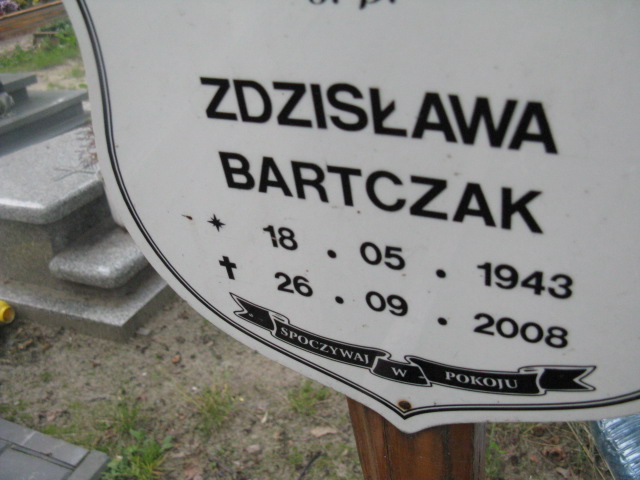 Ś. P.
ZDZISŁAWA
BARTCZAK
18 . 05 . 1943
26 . 09 . 2008
SPOCZYWAJ W POKOJU